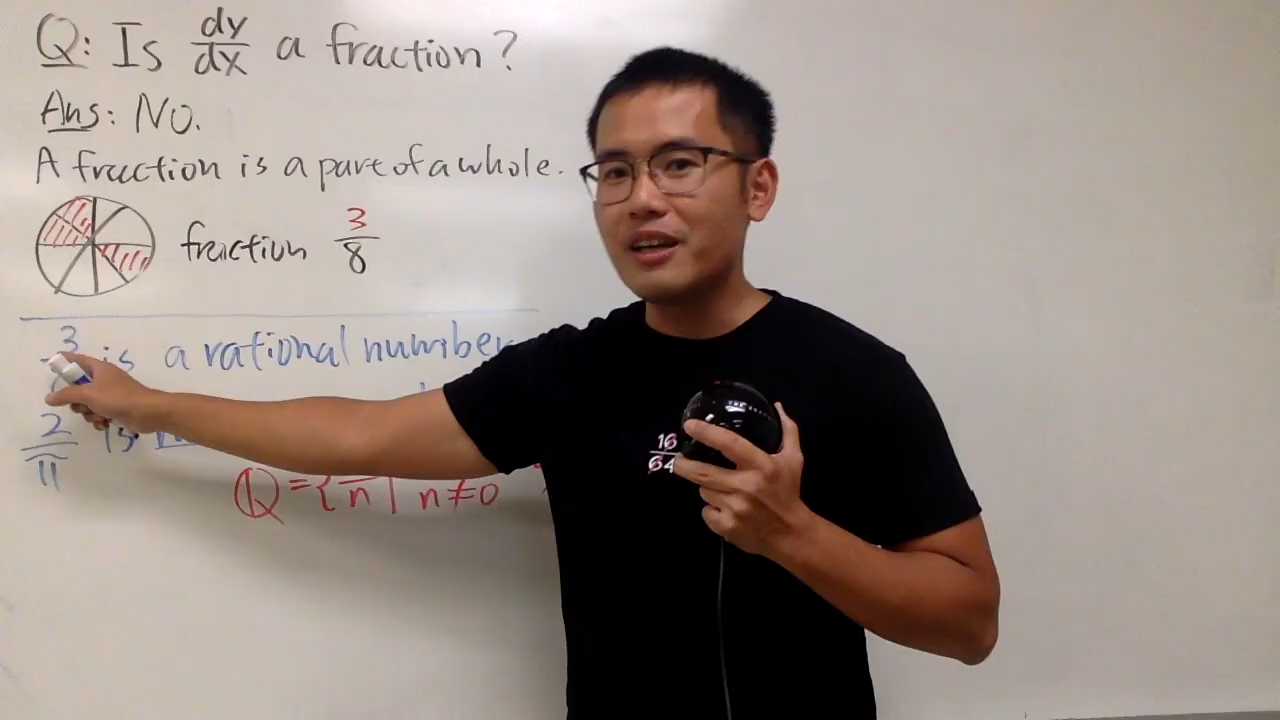 Q: Is dy/dx a fraction?
Ans: No.
A fraction is a part of a whole.
fraction 3/8
3 is a rational number
2/11 is
Q = { /n | n ≠ 0
16/64